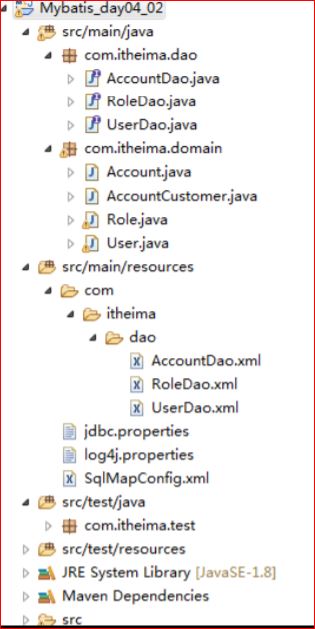 Mybatis_day04_02
src/main/java
com.itheima.dao
AccountDao.java
RoleDao.java
UserDao.java
com.itheima.domain
Account.java
AccountCustomer.java
Role.java
User.java
src/main/resources
com
itheima
dao
AccountDao.xml
RoleDao.xml
UserDao.xml
jdbc.properties
log4j.properties
SqlMapConfig.xml
src/test/java
com.itheima.test
src/test/resources
JRE System Library [JavaSE-1.8]
Maven Dependencies
src